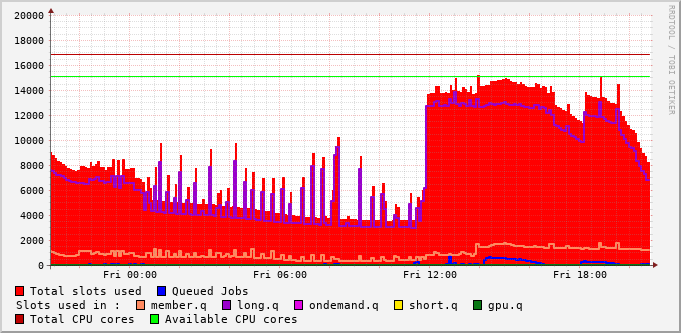 RRDTOOL / TOBI OETIKER
20000
18000
16000
14000
12000
10000
8000
6000
4000
2000
0
Fri 00:00 Fri 06:00 Fri 12:00 Fri 18:00
Total slots used Queued Jobs
Slots used in : member.q long.q ondemand.q short.q gpu.q
Total CPU cores Available CPU cores